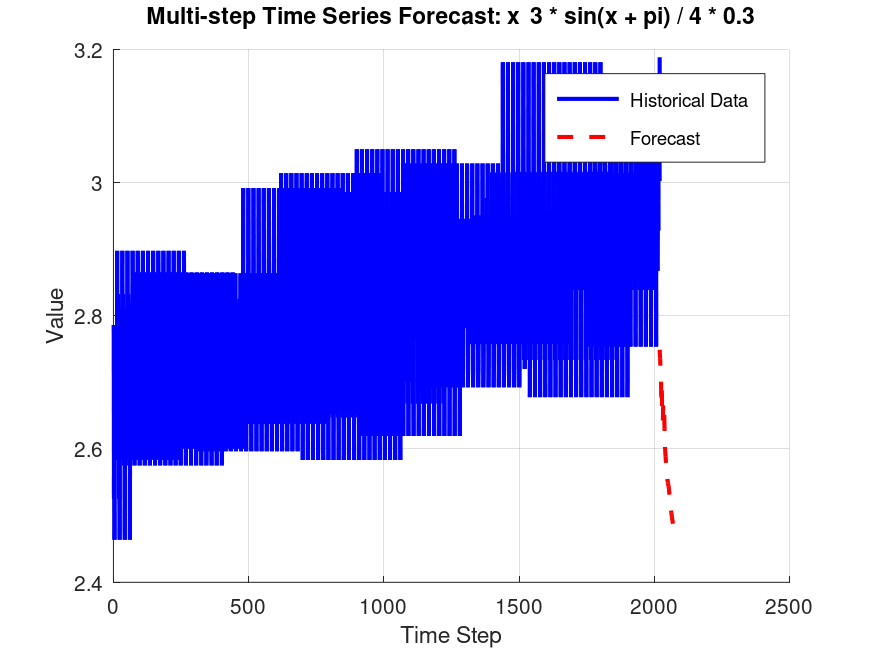 Multi-step Time Series Forecast: x 3 * sin(x + pi) / 4 * 0.3
3.2
3
2.8
2.6
2.4
Value
Historical Data
Forecast
0 500 1000 1500 2000 2500
Time Step